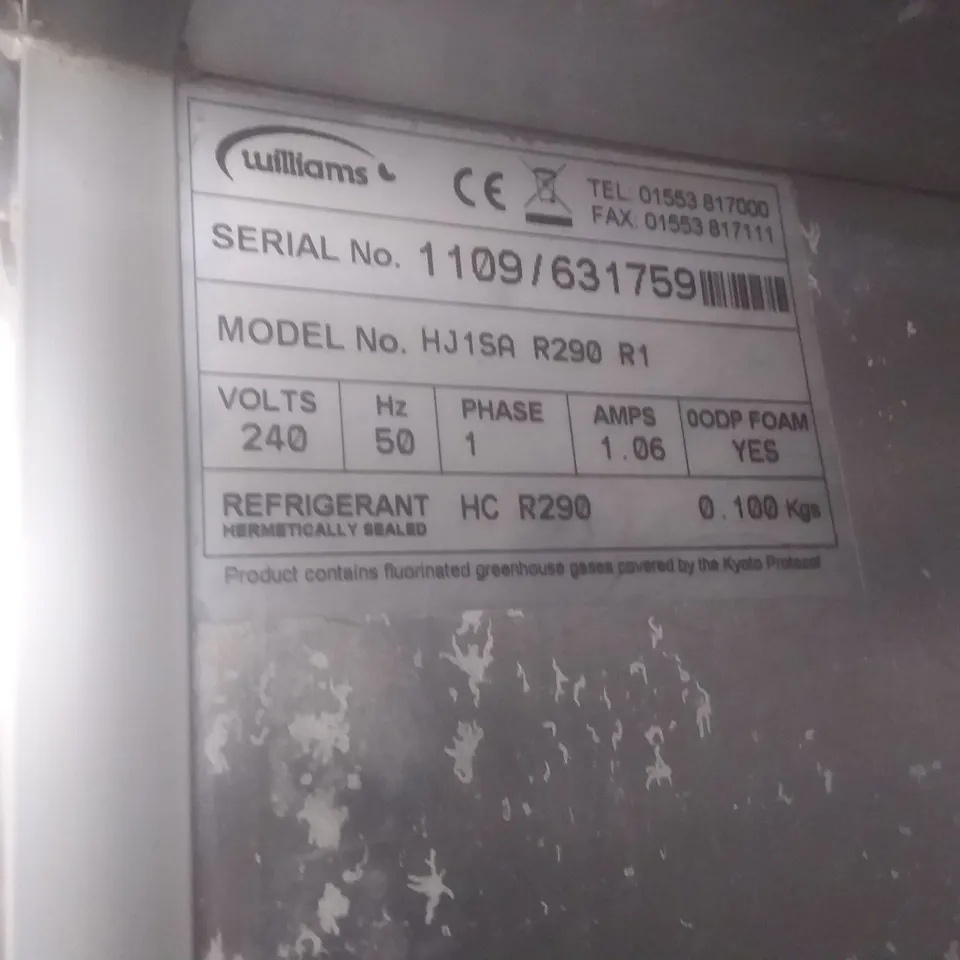 williams
CE
TEL: 01553 817000
FAX: 01553 817111
SERIAL No. 1109/631759
MODEL No. HJ1SA R290 R1
VOLTS Hz PHASE AMPS 0ODP FOAM
240 50 1 1.06 YES
REFRIGERANT HC R290 0.100 Kgs
HERMETICALLY SEALED
Product contains fluorinated greenhouse gases covered by the Kyoto Protocol